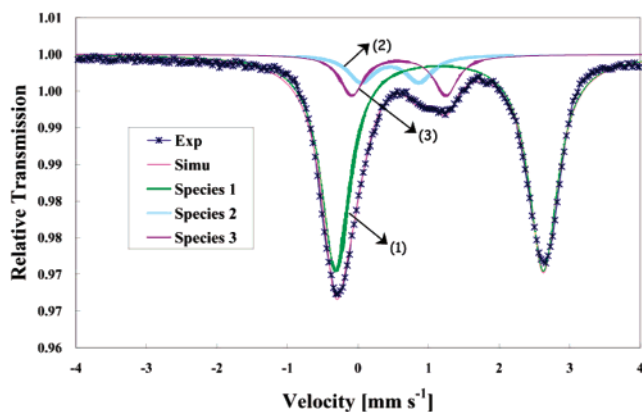 1.01
1.00
1.00
0.99
0.99
0.98
0.98
0.97
0.96
Relative Transmission
(2)
(3)
(1)
Exp
Simu
Species 1
Species 2
Species 3
-4 -3 -2 -1 0 1 2 3 4
Velocity [mm s⁻¹]